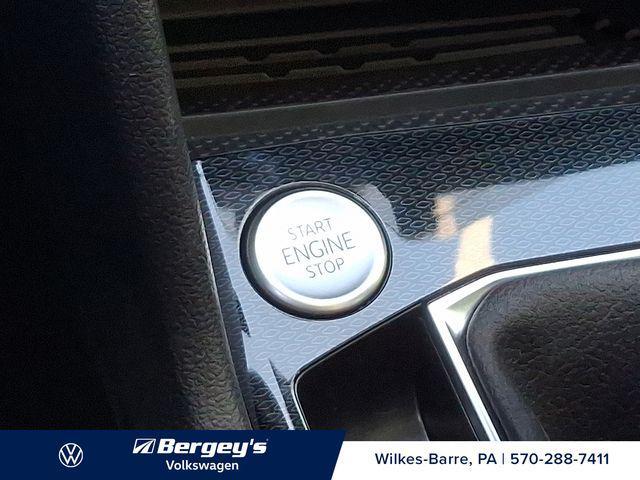 START
ENGINE
STOP
Bergey's
Volkswagen
Wilkes-Barre, PA | 570-288-7411